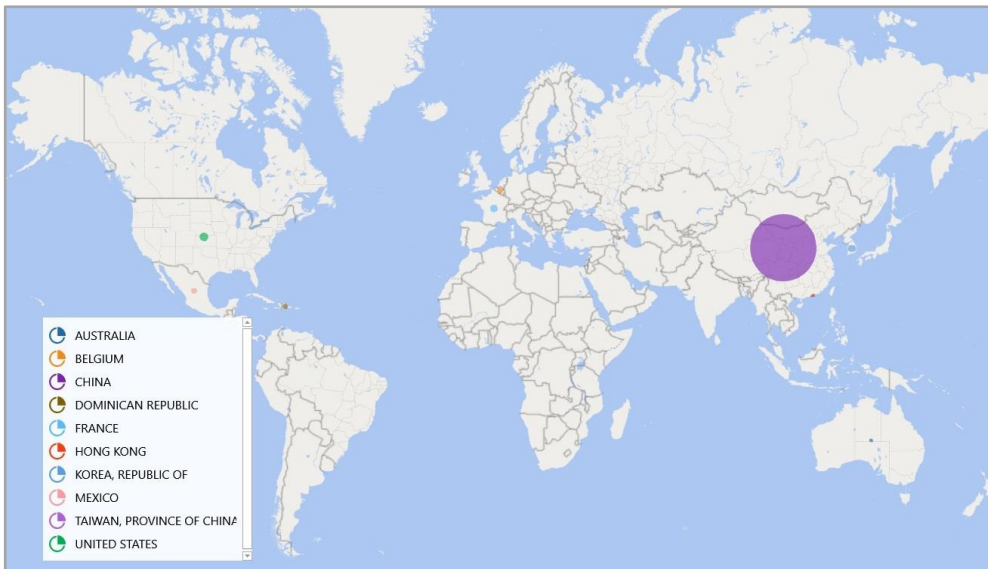 AUSTRALIA
BELGIUM
CHINA
DOMINICAN REPUBLIC
FRANCE
HONG KONG
KOREA, REPUBLIC OF
MEXICO
TAIWAN, PROVINCE OF CHINA
UNITED STATES